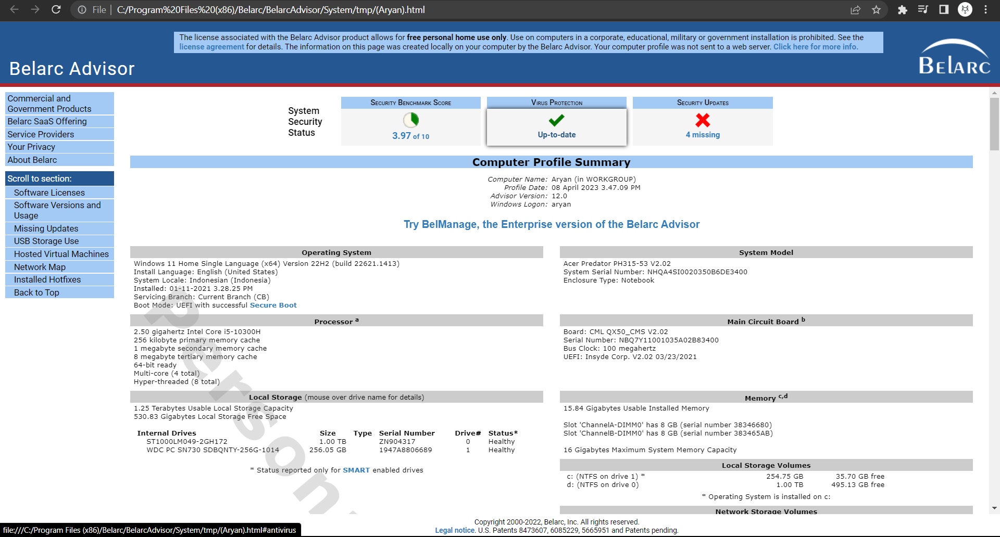 File | C:/Program%20Files%20(x86)/Belarc/BelarcAdvisor/System/tmp/(Aryan).html
The license associated with the Belarc Advisor product allows for free personal home use only. Use on computers in a corporate, educational, military or government installation is prohibited. See the
license agreement for details. The information on this page was created locally on your computer by the Belarc Advisor. Your computer profile was not sent to a web server. Click here for more info.
Belarc Advisor
BELARC
Commercial and
Government Products
Belarc SaaS Offering
Service Providers
Your Privacy
About Belarc
Scroll to section:
Software Licenses
Software Versions and
Usage
Missing Updates
USB Storage Use
Hosted Virtual Machines
Network Map
Installed Hotfixes
Back to Top
System
Security
Status
Security Benchmark Score
3.97 of 10
Virus Protection
Up-to-date
Security Updates
4 missing
Computer Profile Summary
Computer Name: Aryan (in WORKGROUP)
Profile Date: 08 April 2023 3.47.09 PM
Advisor Version: 12.0
Windows Logon: aryan
Try BelManage, the Enterprise version of the Belarc Advisor
Operating System
Windows 11 Home Single Language (x64) Version 22H2 (build 22621.1413)
Install Language: English (United States)
System Locale: Indonesian (Indonesia)
Installed: 01-11-2021 3.28.25 PM
Servicing Branch: Current Branch (CB)
Boot Mode: UEFI with successful Secure Boot
System Model
Acer Predator PH315-53 V2.02
System Serial Number: NHQA4SI0020350B6DE3400
Enclosure Type: Notebook
Processor a
2.50 gigahertz Intel Core i5-10300H
256 kilobyte primary memory cache
1 megabyte secondary memory cache
8 megabyte tertiary memory cache
64-bit ready
Multi-core (4 total)
Hyper-threaded (8 total)
Main Circuit Board b
Board: CML QX50_CMS V2.02
Serial Number: NBQ7Y11001035A02B83400
Bus Clock: 100 megahertz
UEFI: Insyde Corp. V2.02 03/23/2021
Local Storage (mouse over drive name for details)
1.25 Terabytes Usable Local Storage Capacity
530.83 Gigabytes Local Storage Free Space
Internal Drives Size Type Serial Number Drive# Status*
ST1000LM049-2GH172 1.00 TB ZN904317 0 Healthy
WDC PC SN730 SDBQNTY-256G-1014 256.05 GB 1947A8806689 1 Healthy
* Status reported only for SMART enabled drives
Memory c,d
15.84 Gigabytes Usable Installed Memory
Slot 'ChannelA-DIMM0' has 8 GB (serial number 38346680)
Slot 'ChannelB-DIMM0' has 8 GB (serial number 383465AB)
16 Gigabytes Maximum System Memory Capacity
Local Storage Volumes
c: (NTFS on drive 1) * 254.75 GB 35.70 GB free
d: (NTFS on drive 0) 1.00 TB 495.13 GB free
* Operating System is installed on c:
Network Storage Volumes
Person
Copyright 2000-2022, Belarc, Inc. All rights reserved.
Legal notice. U.S. Patents 8473607, 6085229, 5665951 and Patents pending.
file:///C:/Program Files (x86)/Belarc/BelarcAdvisor/System/tmp/(Aryan).html#antivirus